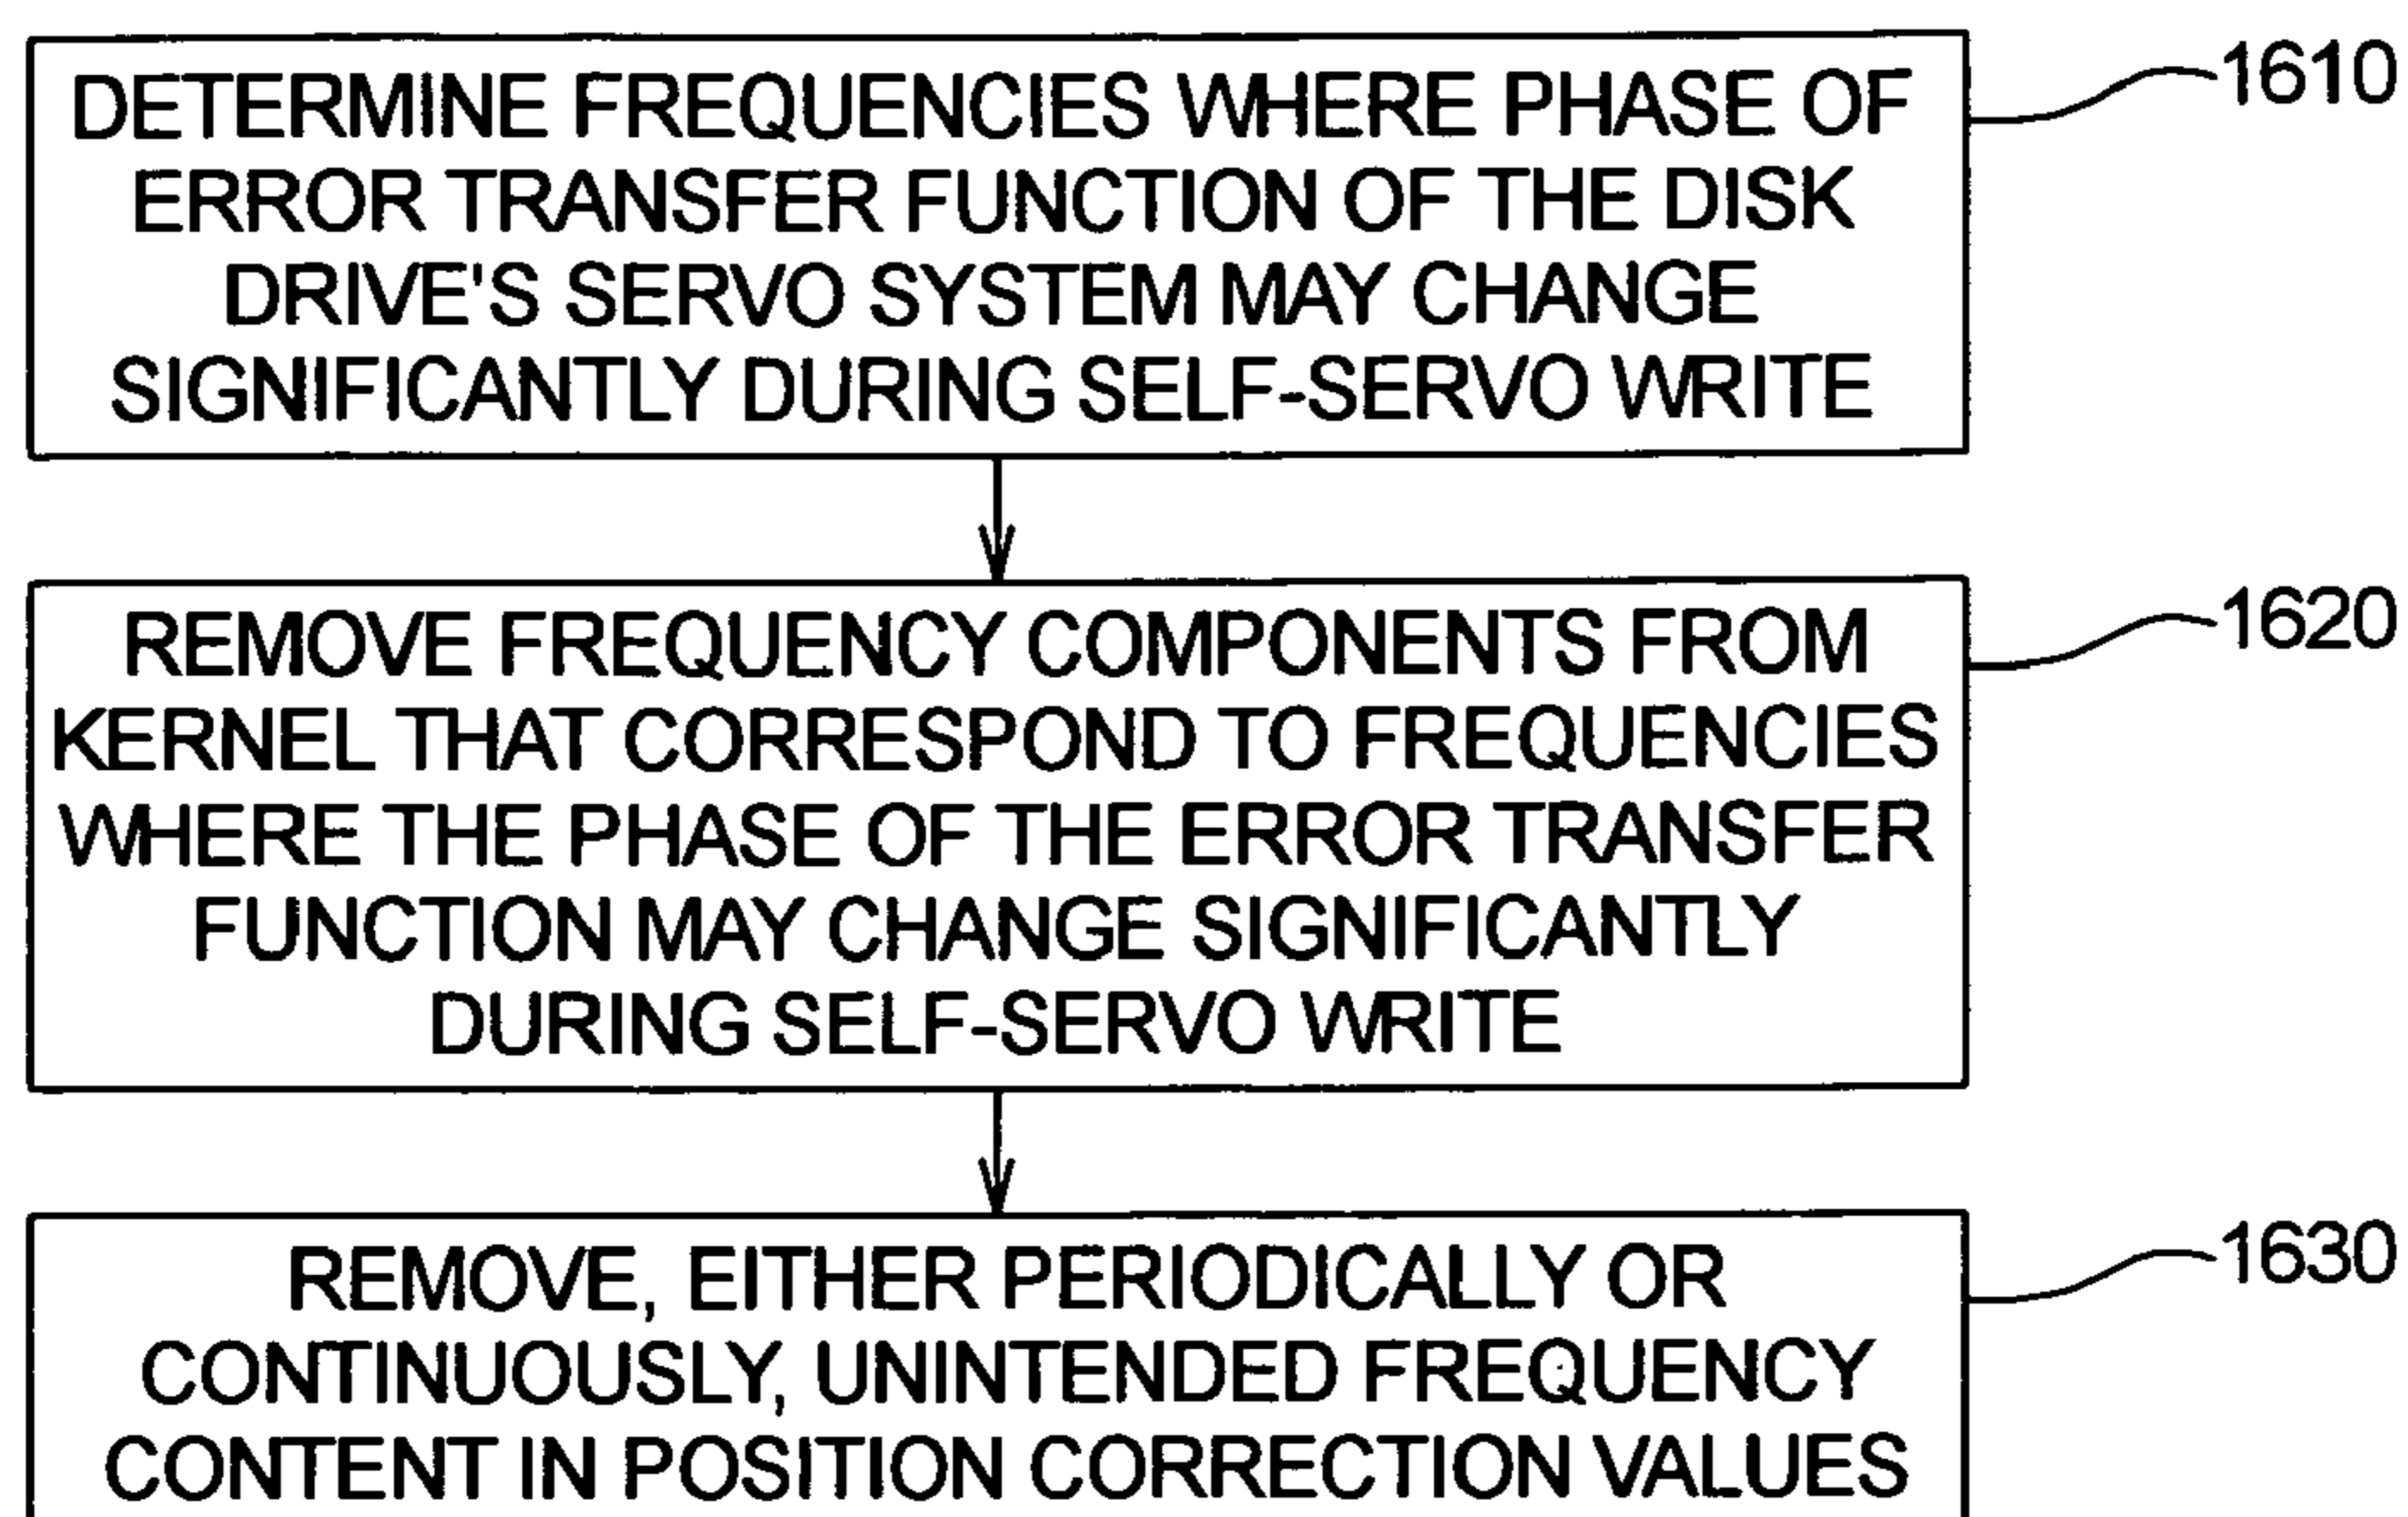 DETERMINE FREQUENCIES WHERE PHASE OF
ERROR TRANSFER FUNCTION OF THE DISK
DRIVE'S SERVO SYSTEM MAY CHANGE
SIGNIFICANTLY DURING SELF-SERVO WRITE
1610
REMOVE FREQUENCY COMPONENTS FROM
KERNEL THAT CORRESPOND TO FREQUENCIES
WHERE THE PHASE OF THE ERROR TRANSFER
FUNCTION MAY CHANGE SIGNIFICANTLY
DURING SELF-SERVO WRITE
1620
REMOVE, EITHER PERIODICALLY OR
CONTINUOUSLY, UNINTENDED FREQUENCY
CONTENT IN POSITION CORRECTION VALUES
1630